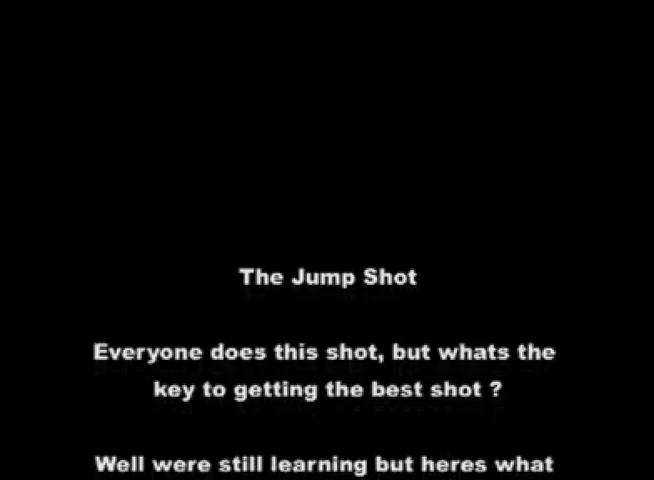 The Jump Shot
Everyone does this shot, but whats the
key to getting the best shot ?
Well were still learning but heres what